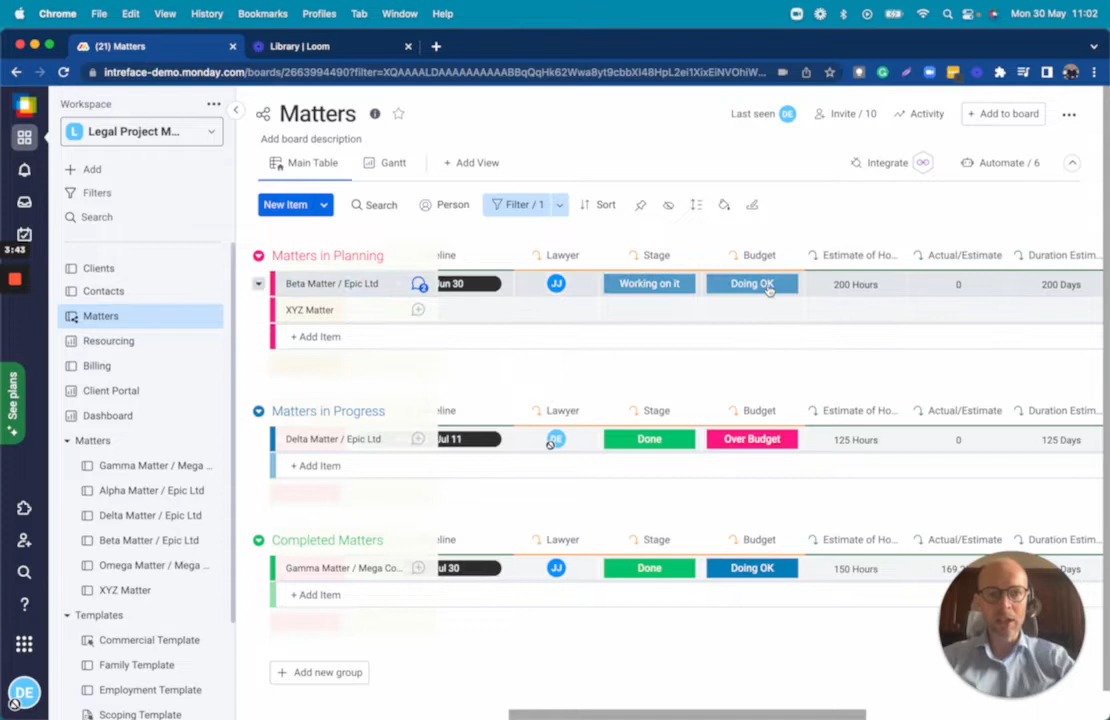 Chrome File Edit View History Bookmarks Profiles Tab Window Help Mon 30 May 11:02
(21) Matters Library | Loom
intreface-demo.monday.com/boards/2663994490?filter=XQAAAALDAAAAAAAAAABBqQqHk62Wwa8yt9cbbXI48HpL2ei1XixEiNVOhiW...
Workspace
L Legal Project M...
Add
Filters
Search
3:43
Clients
Contacts
Matters
Resourcing
Billing
Client Portal
Dashboard
See plans
Matters
Gamma Matter / Mega ...
Alpha Matter / Epic Ltd
Delta Matter / Epic Ltd
Beta Matter / Epic Ltd
Omega Matter / Mega ...
XYZ Matter
Templates
Commercial Template
Family Template
Employment Template
Scoping Template
DE
Matters
Last seen DE Invite / 10 Activity + Add to board
Add board description
Main Table Gantt + Add View Integrate Automate / 6
New Item Search Person Filter / 1 Sort
Matters in Planning eline Lawyer Stage Budget Estimate of Ho... Actual/Estimate Duration Estim...
Beta Matter / Epic Ltd 2 Jun 30 JJ Working on it Doing OK 200 Hours 0 200 Days
XYZ Matter
+ Add Item
Matters in Progress eline Lawyer Stage Budget Estimate of Ho... Actual/Estimate Duration Estim...
Delta Matter / Epic Ltd Jul 11 DE Done Over Budget 125 Hours 0 125 Days
+ Add Item
Completed Matters eline Lawyer Stage Budget Estimate of Ho... Actual/Estimate Duration Estim...
Gamma Matter / Mega Co... Jul 30 JJ Done Doing OK 150 Hours 169.2 Days
+ Add Item
+ Add new group